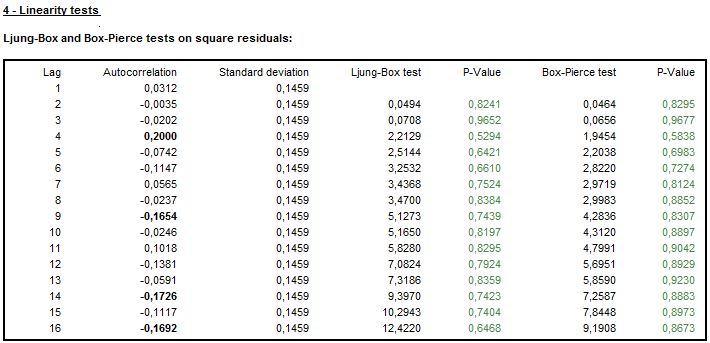 4 - Linearity tests
Ljung-Box and Box-Pierce tests on square residuals:
Lag Autocorrelation Standard deviation Ljung-Box test P-Value Box-Pierce test P-Value
1 0,0312 0,1459
2 -0,0035 0,1459 0,0494 0,8241 0,0464 0,8295
3 -0,0202 0,1459 0,0708 0,9652 0,0656 0,9677
4 0,2000 0,1459 2,2129 0,5294 1,9454 0,5838
5 -0,0742 0,1459 2,5144 0,6421 2,2038 0,6983
6 -0,1147 0,1459 3,2532 0,6610 2,8220 0,7274
7 0,0565 0,1459 3,4368 0,7524 2,9719 0,8124
8 -0,0237 0,1459 3,4700 0,8384 2,9983 0,8852
9 -0,1654 0,1459 5,1273 0,7439 4,2836 0,8307
10 -0,0246 0,1459 5,1650 0,8197 4,3120 0,8897
11 0,1018 0,1459 5,8280 0,8295 4,7991 0,9042
12 -0,1381 0,1459 7,0824 0,7924 5,6951 0,8929
13 -0,0591 0,1459 7,3186 0,8359 5,8590 0,9230
14 -0,1726 0,1459 9,3970 0,7423 7,2587 0,8883
15 -0,1117 0,1459 10,2943 0,7404 7,8448 0,8973
16 -0,1692 0,1459 12,4220 0,6468 9,1908 0,8673